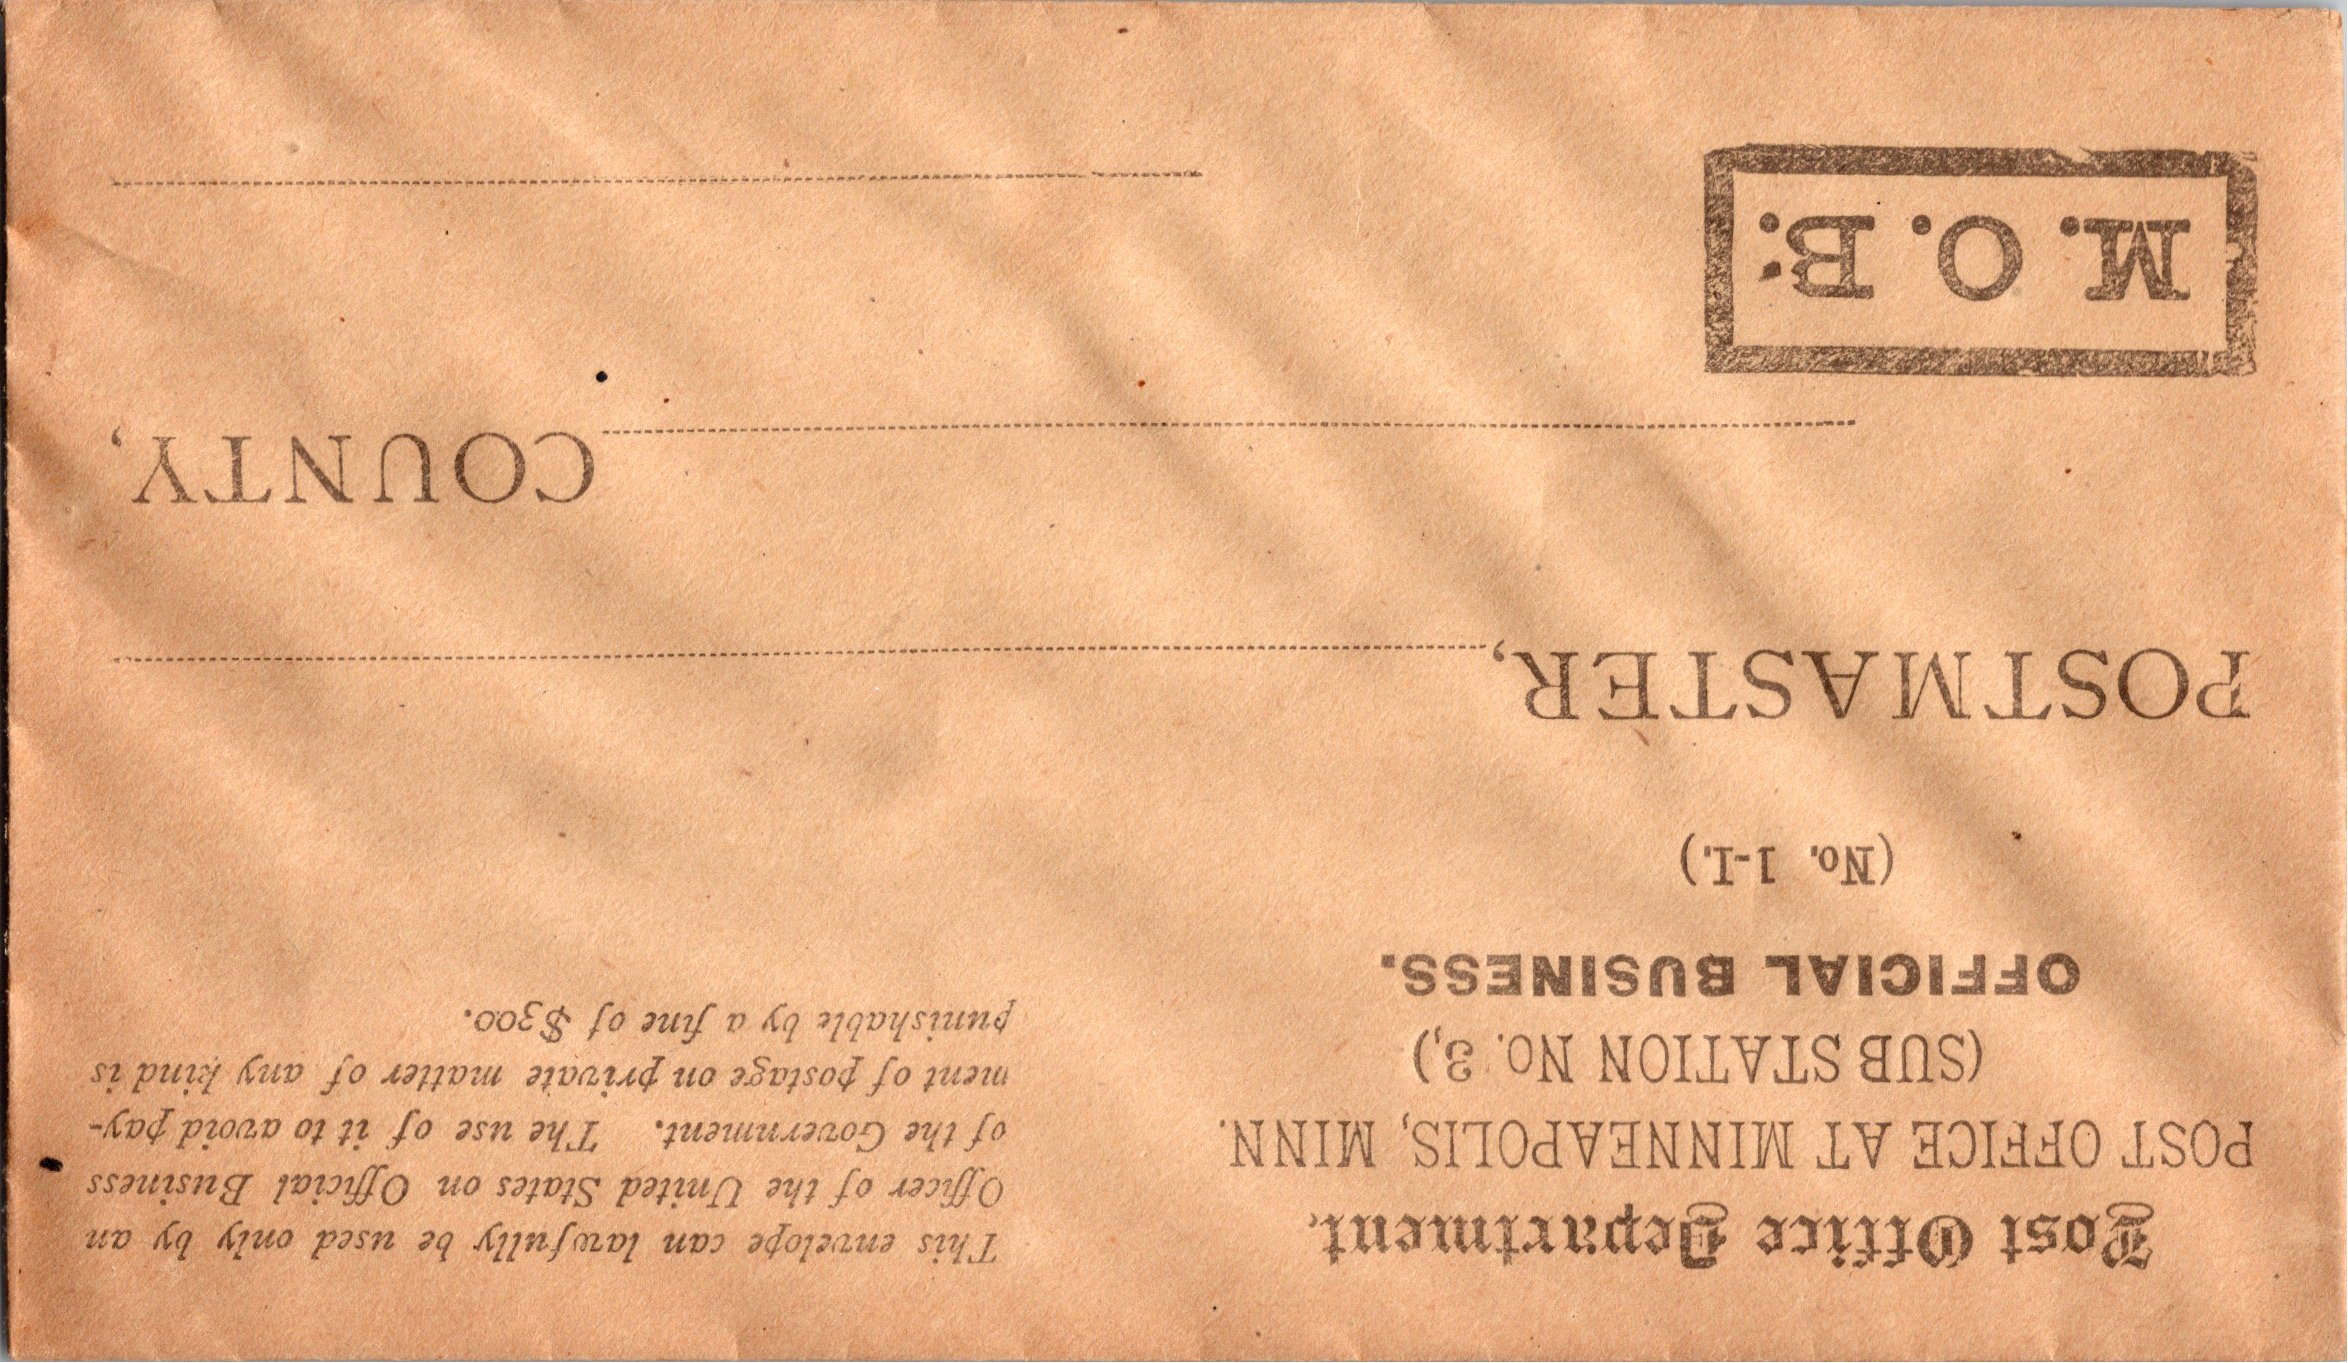 Post Office Department.
POST OFFICE AT MINNEAPOLIS, MINN.
(SUB STATION No. 3,)
OFFICIAL BUSINESS.
(No. 1-I.)
This envelope can lawfully be used only by an
Officer of the United States on Official Business
of the Government. The use of it to avoid pay-
ment of postage on private matter of any kind is
punishable by a fine of $300.
POSTMASTER,
COUNTY,
M. O. B.